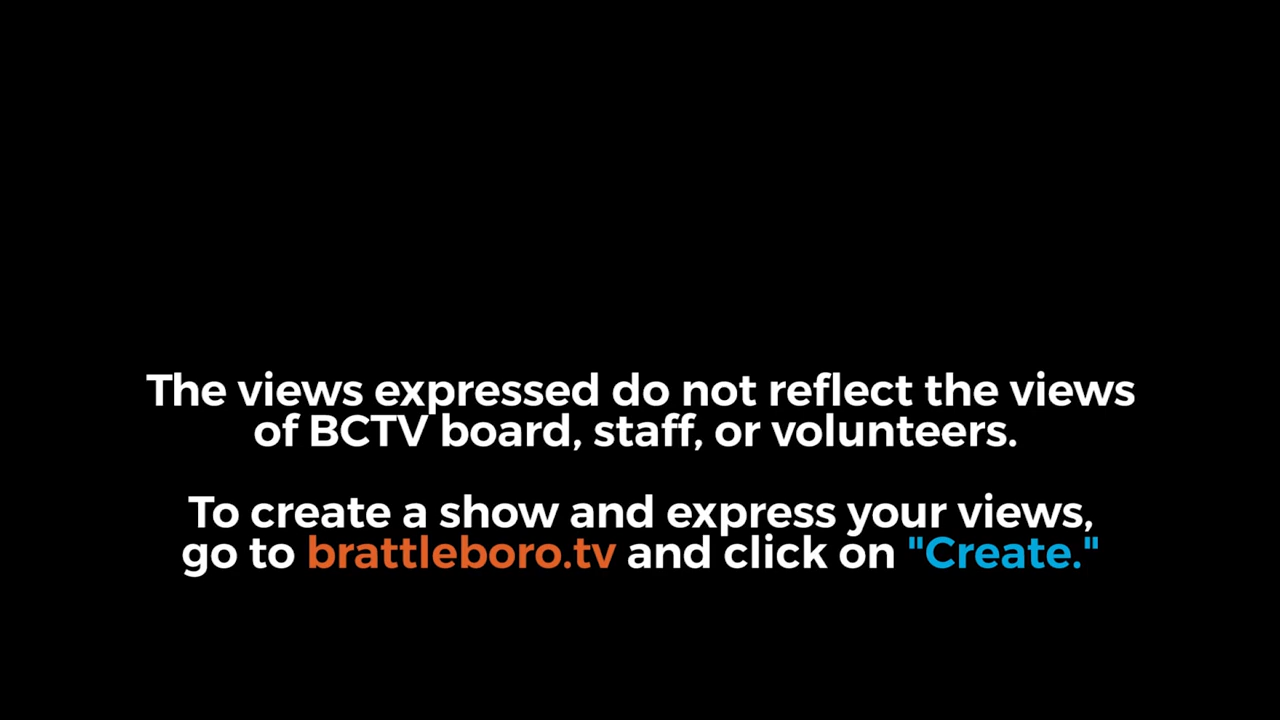 The views expressed do not reflect the views
of BCTV board, staff, or volunteers.
To create a show and express your views,
go to brattleboro.tv and click on "Create."